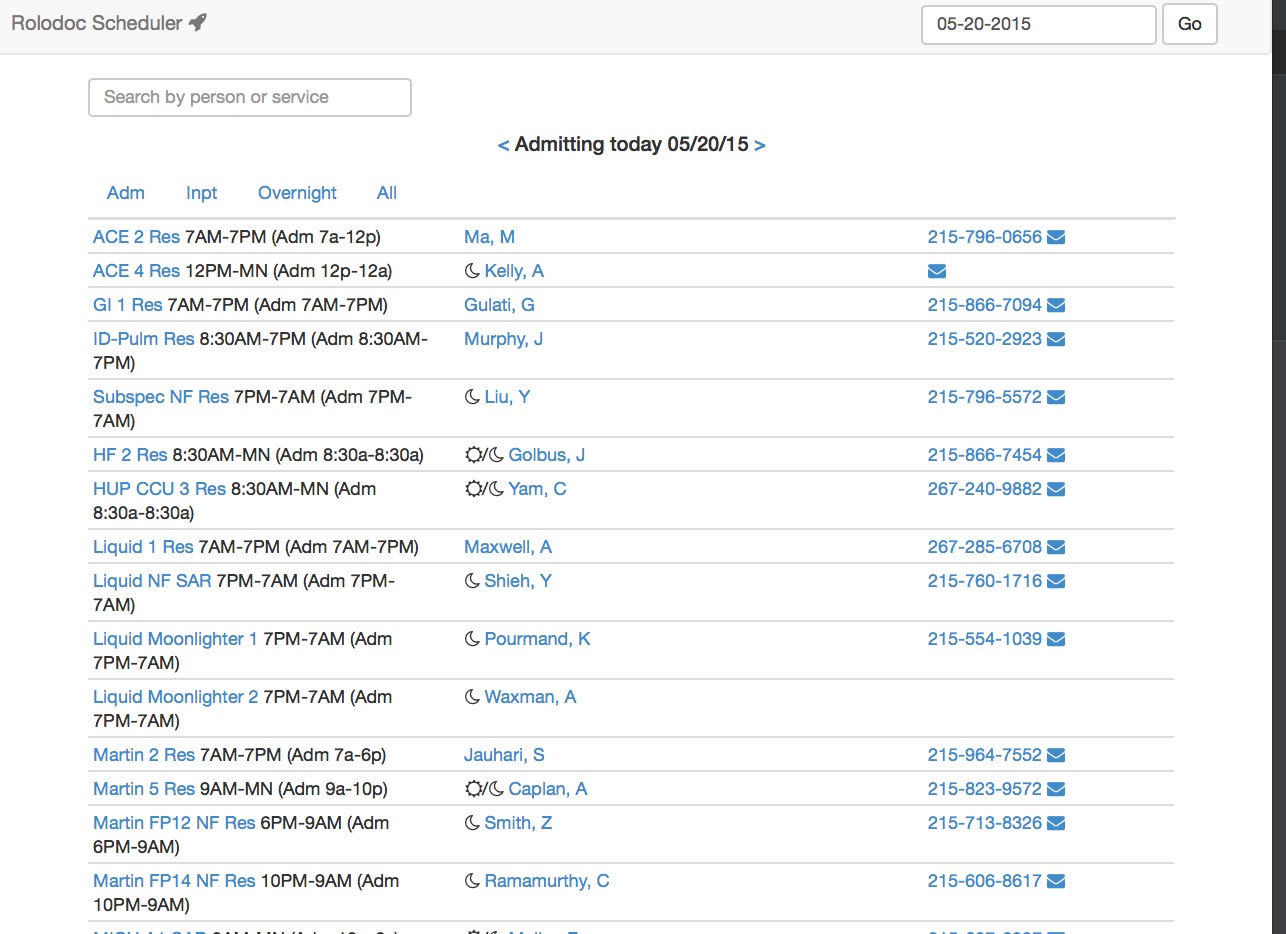 Rolodoc Scheduler
05-20-2015 Go
Search by person or service
< Admitting today 05/20/15 >
Adm Inpt Overnight All
ACE 2 Res 7AM-7PM (Adm 7a-12p) Ma, M 215-796-0656
ACE 4 Res 12PM-MN (Adm 12p-12a) Kelly, A
GI 1 Res 7AM-7PM (Adm 7AM-7PM) Gulati, G 215-866-7094
ID-Pulm Res 8:30AM-7PM (Adm 8:30AM- Murphy, J 215-520-2923
7PM)
Subspec NF Res 7PM-7AM (Adm 7PM- Liu, Y 215-796-5572
7AM)
HF 2 Res 8:30AM-MN (Adm 8:30a-8:30a) / Golbus, J 215-866-7454
HUP CCU 3 Res 8:30AM-MN (Adm / Yam, C 267-240-9882
8:30a-8:30a)
Liquid 1 Res 7AM-7PM (Adm 7AM-7PM) Maxwell, A 267-285-6708
Liquid NF SAR 7PM-7AM (Adm 7PM- Shieh, Y 215-760-1716
7AM)
Liquid Moonlighter 1 7PM-7AM (Adm Pourmand, K 215-554-1039
7PM-7AM)
Liquid Moonlighter 2 7PM-7AM (Adm Waxman, A
7PM-7AM)
Martin 2 Res 7AM-7PM (Adm 7a-6p) Jauhari, S 215-964-7552
Martin 5 Res 9AM-MN (Adm 9a-10p) / Caplan, A 215-823-9572
Martin FP12 NF Res 6PM-9AM (Adm Smith, Z 215-713-8326
6PM-9AM)
Martin FP14 NF Res 10PM-9AM (Adm Ramamurthy, C 215-606-8617
10PM-9AM)